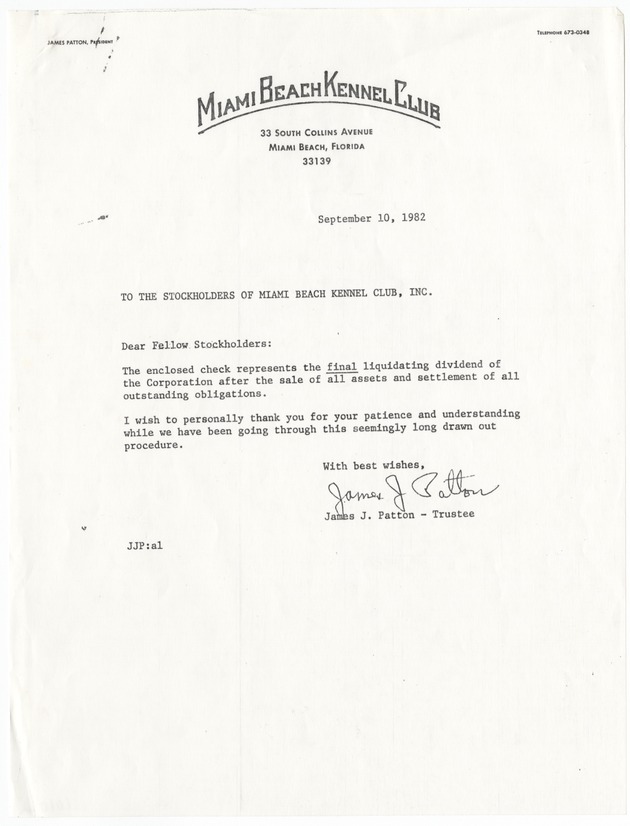 JAMES PATTON, President
TELEPHONE 673-0348
MIAMI BEACH KENNEL CLUB
33 SOUTH COLLINS AVENUE
MIAMI BEACH, FLORIDA
33139
September 10, 1982
TO THE STOCKHOLDERS OF MIAMI BEACH KENNEL CLUB, INC.
Dear Fellow Stockholders:
The enclosed check represents the final liquidating dividend of
the Corporation after the sale of all assets and settlement of all
outstanding obligations.
I wish to personally thank you for your patience and understanding
while we have been going through this seemingly long drawn out
procedure.
With best wishes,
James J Patton
James J. Patton - Trustee
JJP:al